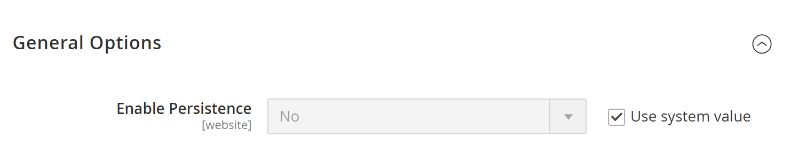 General Options
Enable Persistence
[website]
No
Use system value